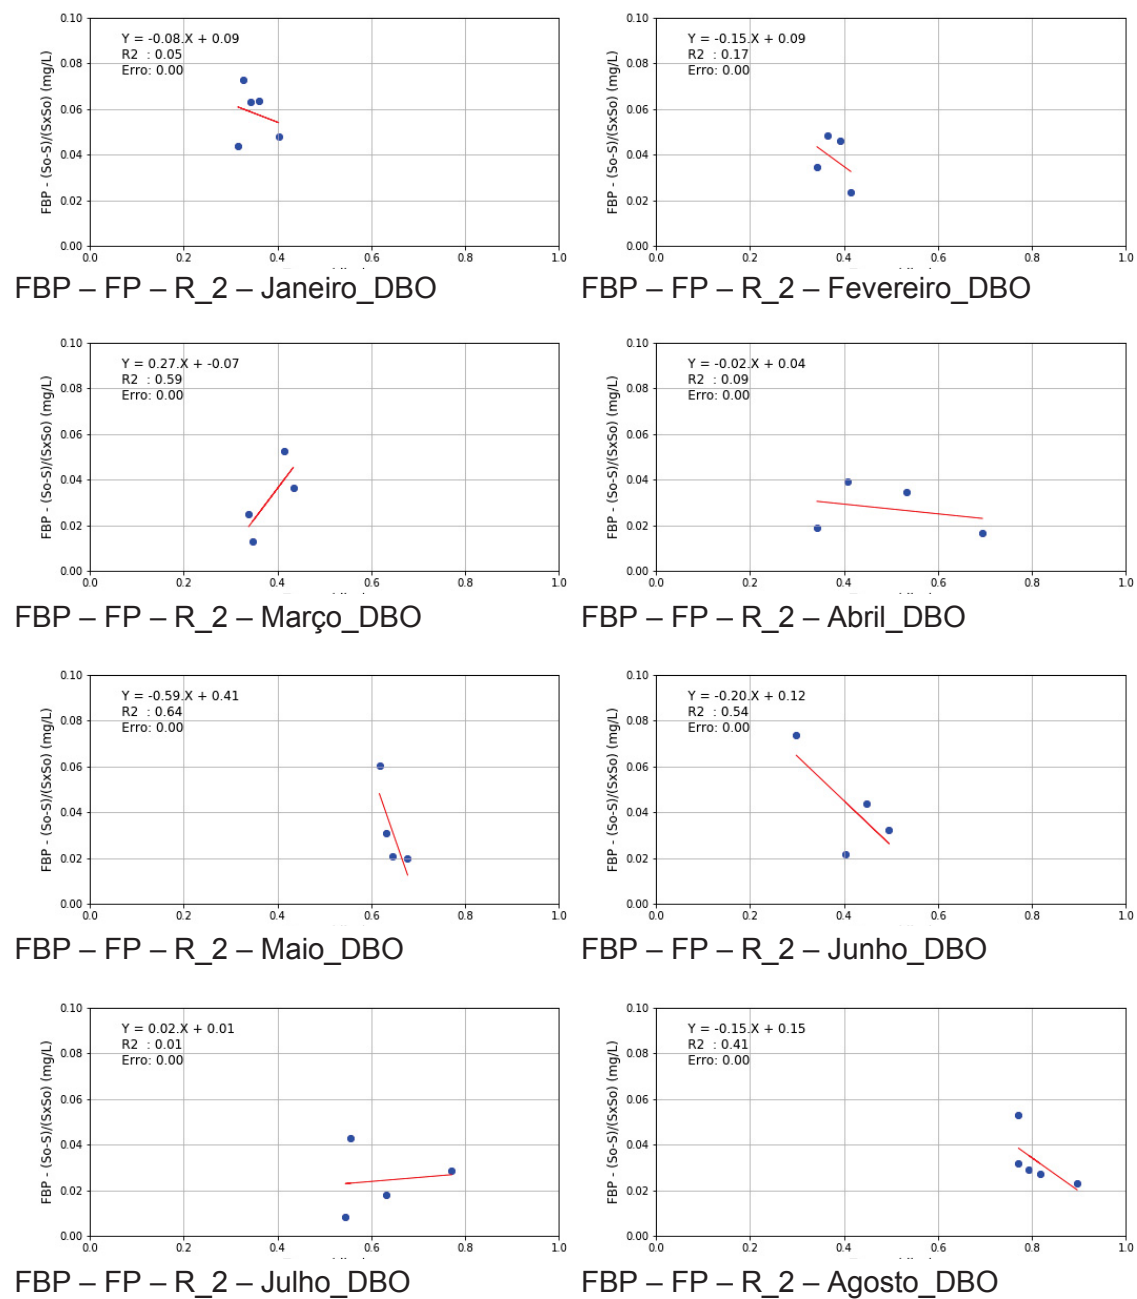 0.10
0.08
0.06
0.04
0.02
0.00
FBP - (So-S)/(SxSo) (mg/L)
Y = -0.08.X + 0.09
R2 : 0.05
Erro: 0.00
0.0 0.2 0.4 0.6 0.8 1.0
FBP – FP – R_2 – Janeiro_DBO
0.10
0.08
0.06
0.04
0.02
0.00
FBP - (So-S)/(SxSo) (mg/L)
Y = -0.15.X + 0.09
R2 : 0.17
Erro: 0.00
0.0 0.2 0.4 0.6 0.8 1.0
FBP – FP – R_2 – Fevereiro_DBO
0.10
0.08
0.06
0.04
0.02
0.00
FBP - (So-S)/(SxSo) (mg/L)
Y = 0.27.X + -0.07
R2 : 0.59
Erro: 0.00
0.0 0.2 0.4 0.6 0.8 1.0
FBP – FP – R_2 – Março_DBO
0.10
0.08
0.06
0.04
0.02
0.00
FBP - (So-S)/(SxSo) (mg/L)
Y = -0.02.X + 0.04
R2 : 0.09
Erro: 0.00
0.0 0.2 0.4 0.6 0.8 1.0
FBP – FP – R_2 – Abril_DBO
0.10
0.08
0.06
0.04
0.02
0.00
FBP - (So-S)/(SxSo) (mg/L)
Y = -0.59.X + 0.41
R2 : 0.64
Erro: 0.00
0.0 0.2 0.4 0.6 0.8 1.0
FBP – FP – R_2 – Maio_DBO
0.10
0.08
0.06
0.04
0.02
0.00
FBP - (So-S)/(SxSo) (mg/L)
Y = -0.20.X + 0.12
R2 : 0.54
Erro: 0.00
0.0 0.2 0.4 0.6 0.8 1.0
FBP – FP – R_2 – Junho_DBO
0.10
0.08
0.06
0.04
0.02
0.00
FBP - (So-S)/(SxSo) (mg/L)
Y = 0.02.X + 0.01
R2 : 0.01
Erro: 0.00
0.0 0.2 0.4 0.6 0.8 1.0
FBP – FP – R_2 – Julho_DBO
0.10
0.08
0.06
0.04
0.02
0.00
FBP - (So-S)/(SxSo) (mg/L)
Y = -0.15.X + 0.15
R2 : 0.41
Erro: 0.00
0.0 0.2 0.4 0.6 0.8 1.0
FBP – FP – R_2 – Agosto_DBO